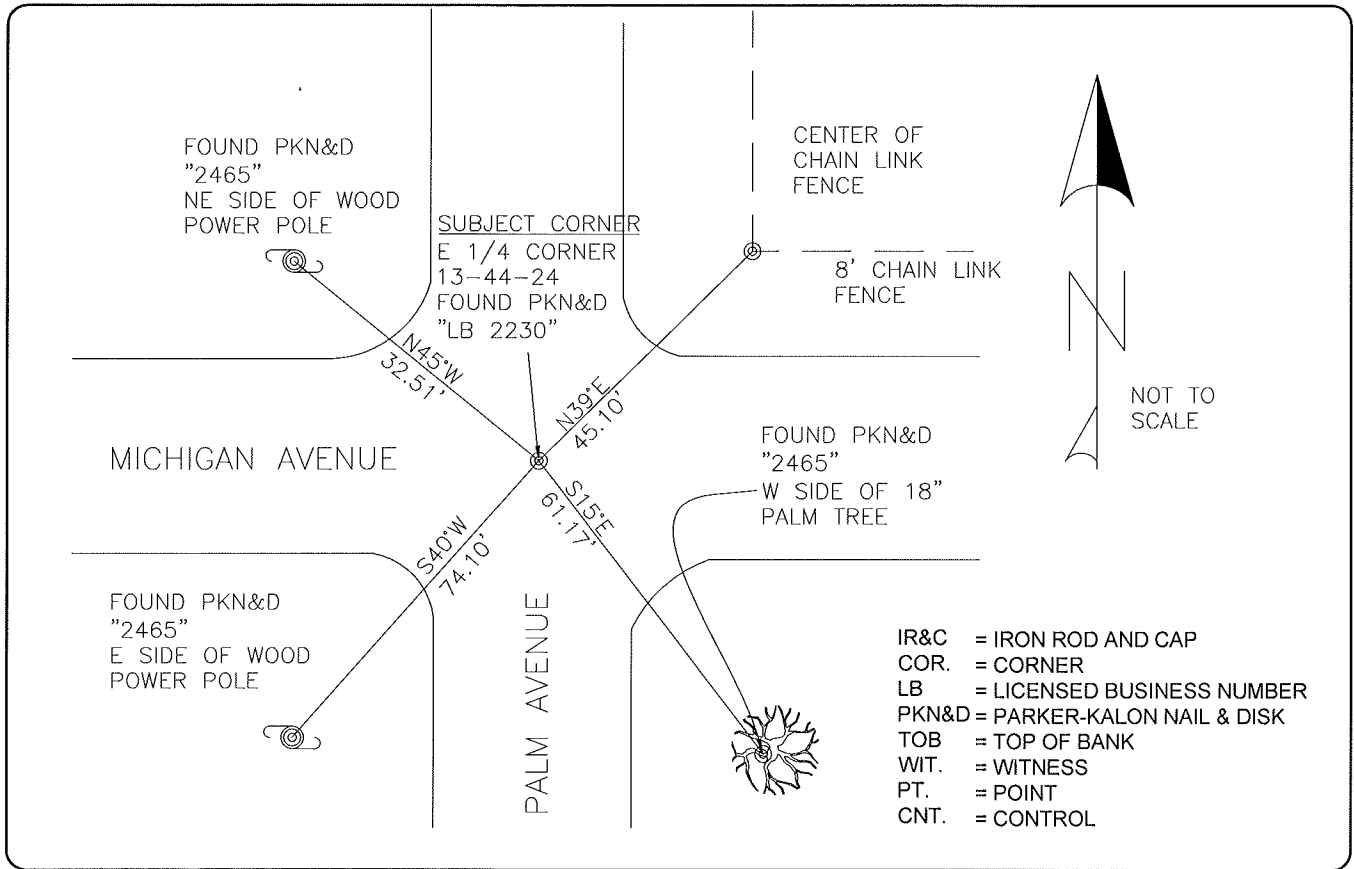 FOUND PKN&D
"2465"
NE SIDE OF WOOD
POWER POLE
SUBJECT CORNER
E 1/4 CORNER
13-44-24
FOUND PKN&D
"LB 2230"
CENTER OF
CHAIN LINK
FENCE
8' CHAIN LINK
FENCE
N
NOT TO
SCALE
N45°W
32.51'
N39°E
45.10'
MICHIGAN AVENUE
FOUND PKN&D
"2465"
W SIDE OF 18"
PALM TREE
S40°W
74.10'
S15°E
61.17'
FOUND PKN&D
"2465"
E SIDE OF WOOD
POWER POLE
PALM AVENUE
IR&C = IRON ROD AND CAP
COR. = CORNER
LB = LICENSED BUSINESS NUMBER
PKN&D = PARKER-KALON NAIL & DISK
TOB = TOP OF BANK
WIT. = WITNESS
PT. = POINT
CNT. = CONTROL